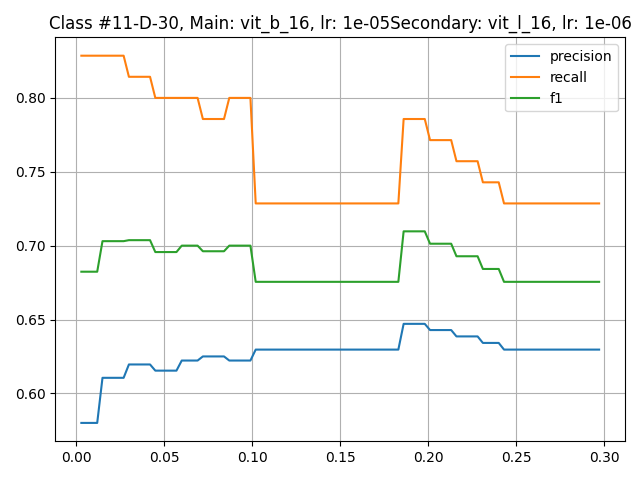 Class #11-D-30, Main: vit_b_16, lr: 1e-05Secondary: vit_l_16, lr: 1e-06
precision
recall
f1
0.80
0.75
0.70
0.65
0.60
0.00 0.05 0.10 0.15 0.20 0.25 0.30